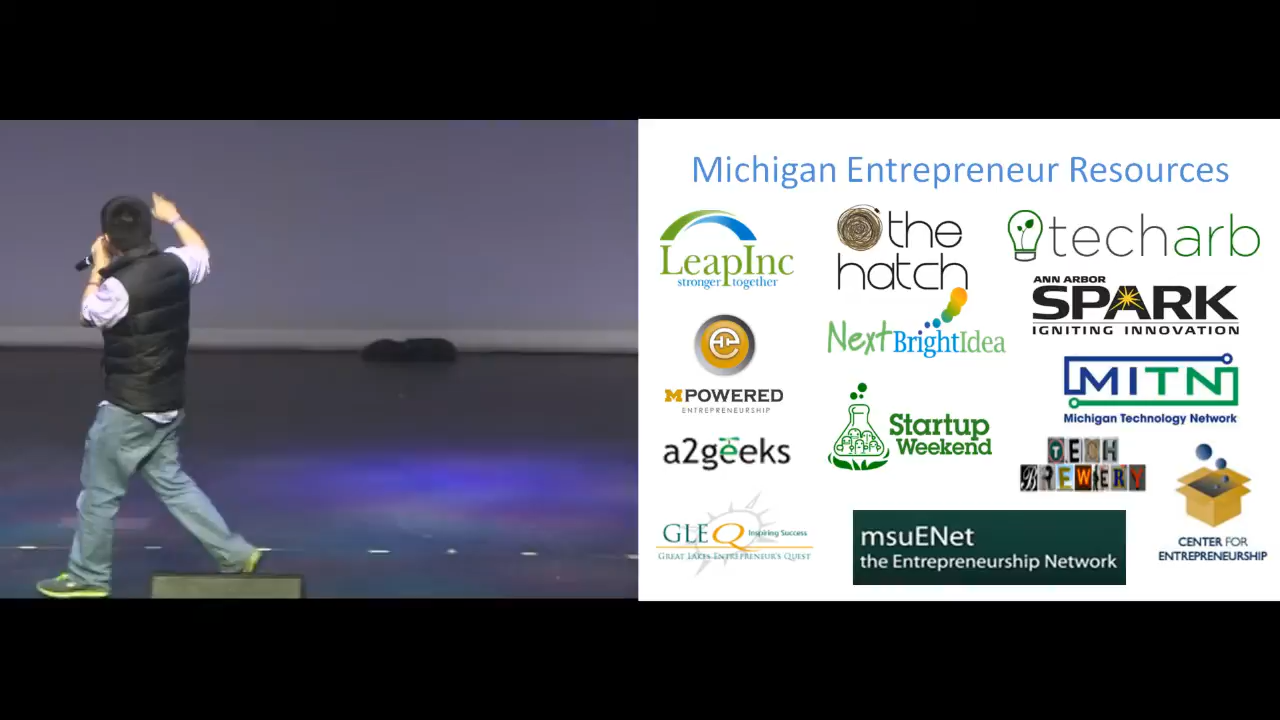 Michigan Entrepreneur Resources
LeapInc
stronger together
the
hatch
techarb
ANN ARBOR
SPARK
IGNITING INNOVATION
NextBrightIdea
MPOWERED
ENTREPRENEURSHIP
MITN
Michigan Technology Network
Startup
Weekend
a2geeks
TECH
BREWERY
GLEQ Inspiring Success
GREAT LAKES ENTREPRENEUR'S QUEST
msuENet
the Entrepreneurship Network
CENTER FOR
ENTREPRENEURSHIP